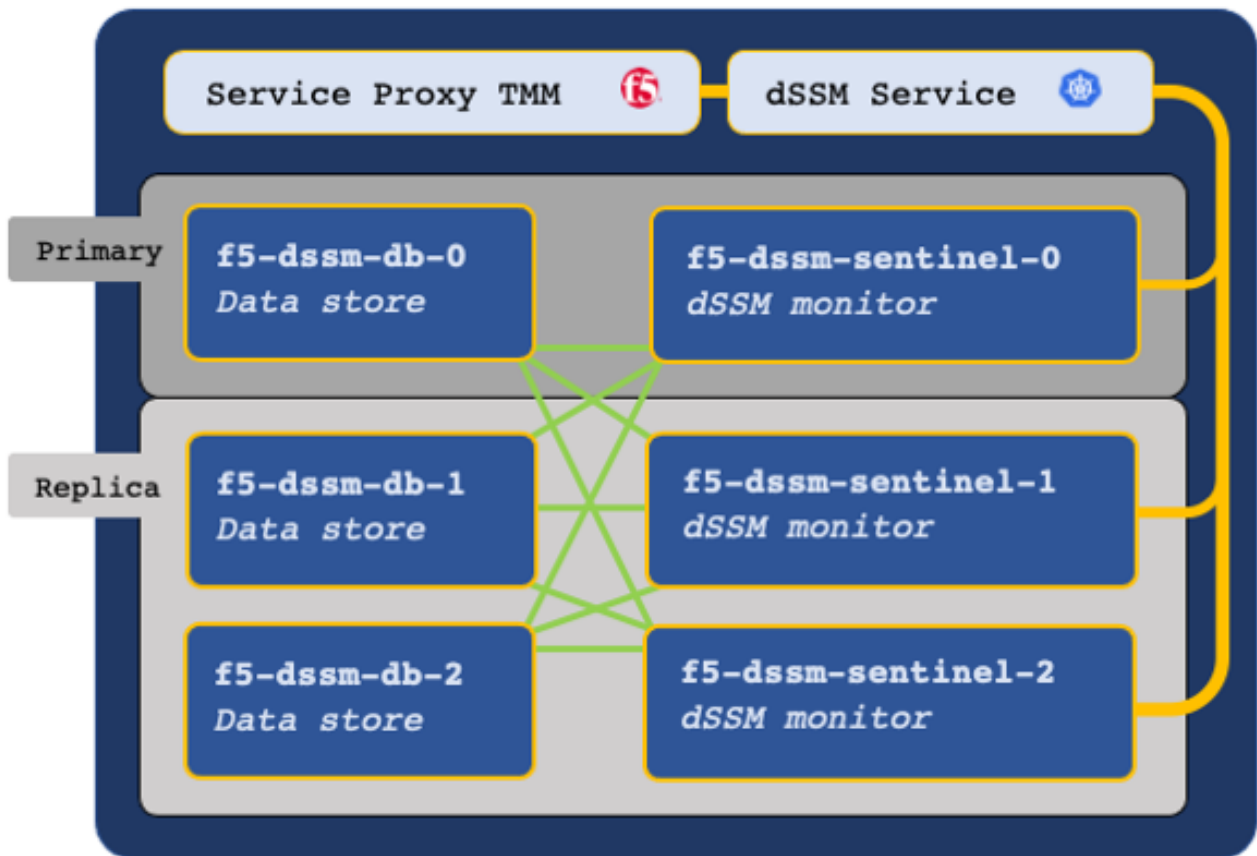 Service Proxy TMM
f5
dSSM Service
Primary
f5-dssm-db-0
Data store
f5-dssm-sentinel-0
dSSM monitor
Replica
f5-dssm-db-1
Data store
f5-dssm-sentinel-1
dSSM monitor
f5-dssm-db-2
Data store
f5-dssm-sentinel-2
dSSM monitor